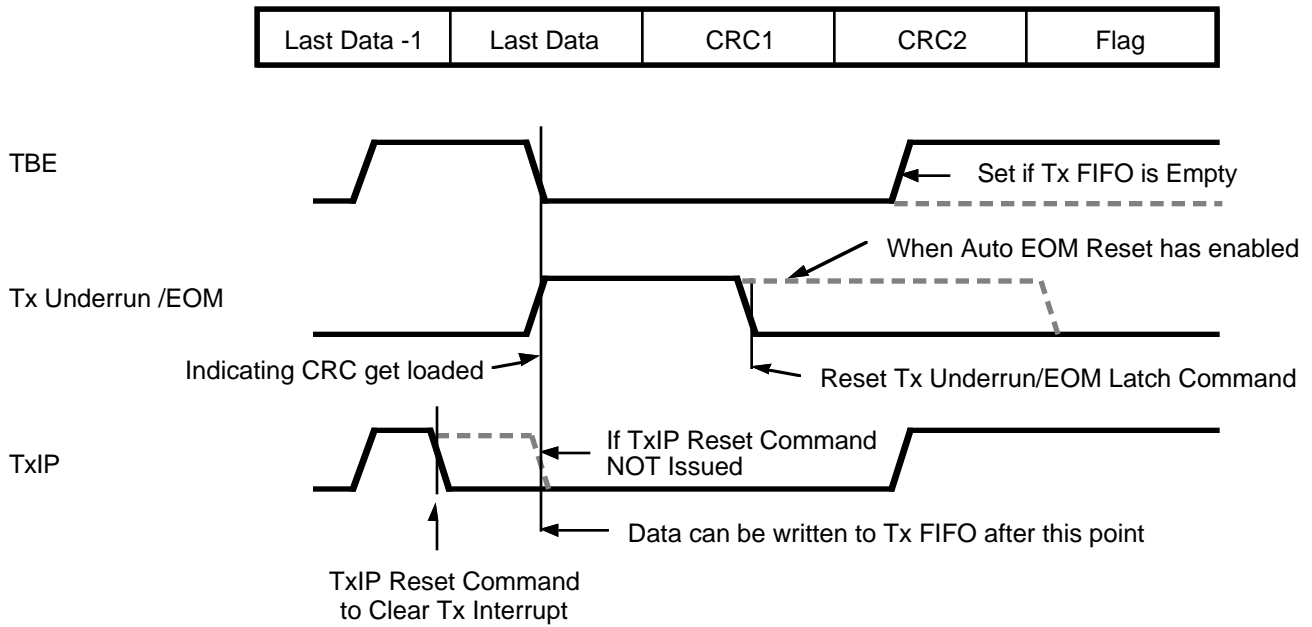 Last Data -1 Last Data CRC1 CRC2 Flag
TBE
Set if Tx FIFO is Empty
When Auto EOM Reset has enabled
Tx Underrun /EOM
Indicating CRC get loaded
Reset Tx Underrun/EOM Latch Command
If TxIP Reset Command
NOT Issued
TxIP
Data can be written to Tx FIFO after this point
TxIP Reset Command
to Clear Tx Interrupt